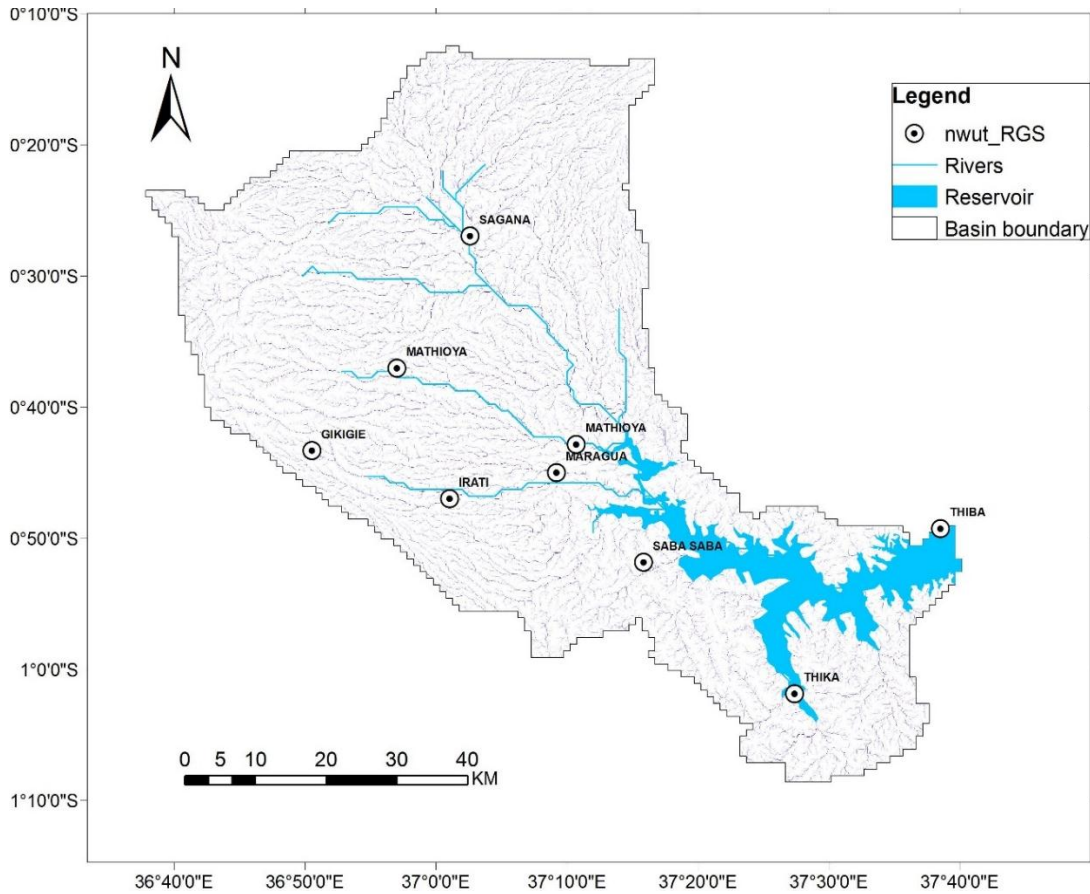 0°10'0"S
N
Legend
nwut_RGS
0°20'0"S
Rivers
Reservoir
SAGANA
Basin boundary
0°30'0"S
MATHIOYA
0°40'0"S
MATHIOYA
GIKIGIE
MARAGUA
IRATI
THIBA
0°50'0"S
SABA SABA
1°0'0"S
THIKA
0 5 10 20 30 40
KM
1°10'0"S
36°40'0"E 36°50'0"E 37°0'0"E 37°10'0"E 37°20'0"E 37°30'0"E 37°40'0"E